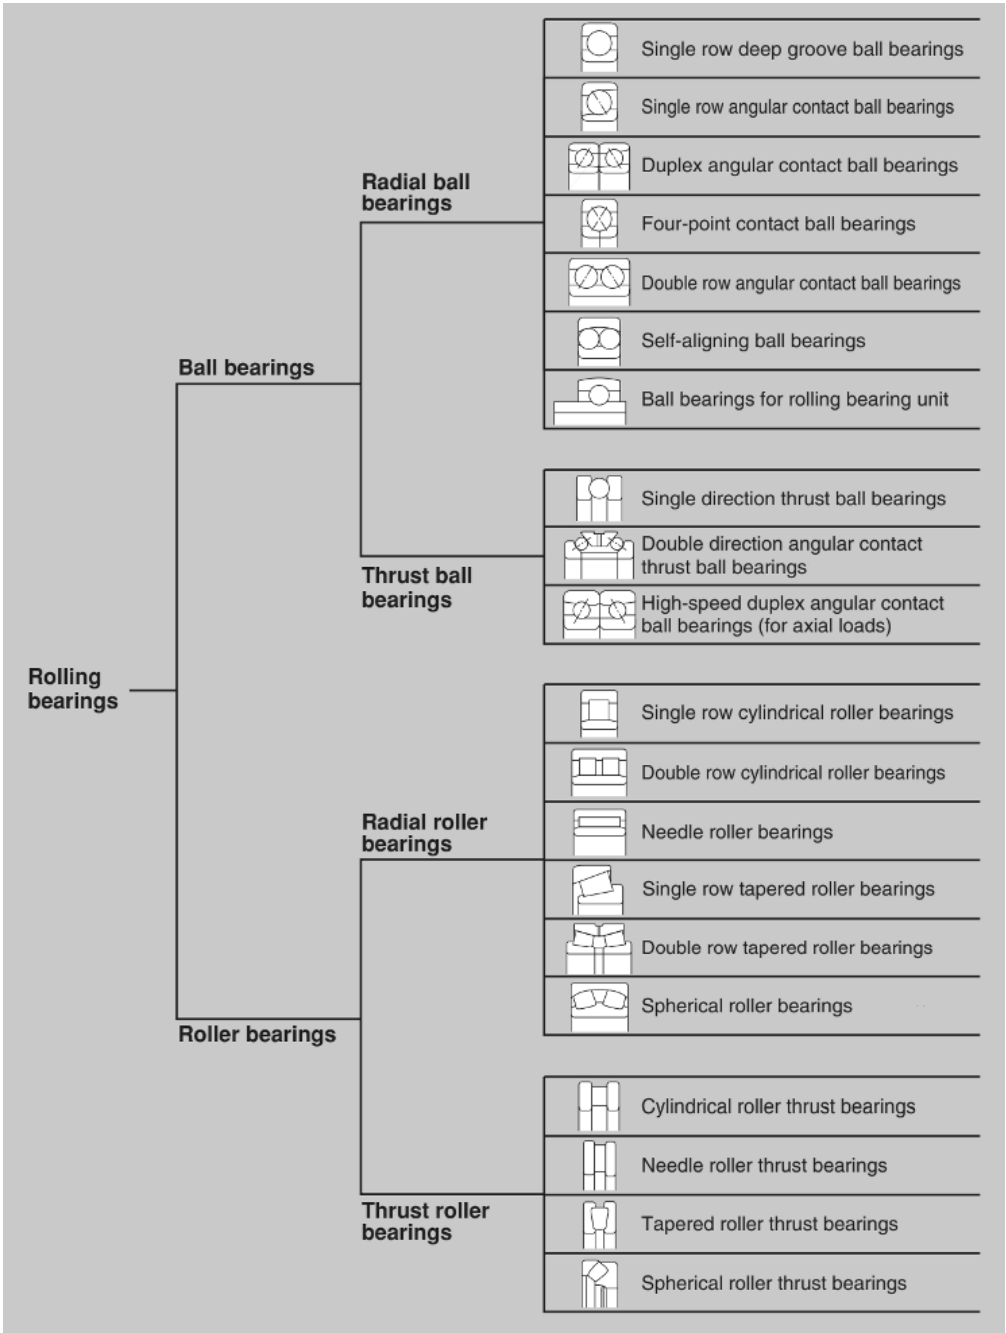 Rolling
bearings
Ball bearings
Radial ball
bearings
Single row deep groove ball bearings
Single row angular contact ball bearings
Duplex angular contact ball bearings
Four-point contact ball bearings
Double row angular contact ball bearings
Self-aligning ball bearings
Ball bearings for rolling bearing unit
Thrust ball
bearings
Single direction thrust ball bearings
Double direction angular contact
thrust ball bearings
High-speed duplex angular contact
ball bearings (for axial loads)
Roller bearings
Radial roller
bearings
Single row cylindrical roller bearings
Double row cylindrical roller bearings
Needle roller bearings
Single row tapered roller bearings
Double row tapered roller bearings
Spherical roller bearings
Thrust roller
bearings
Cylindrical roller thrust bearings
Needle roller thrust bearings
Tapered roller thrust bearings
Spherical roller thrust bearings